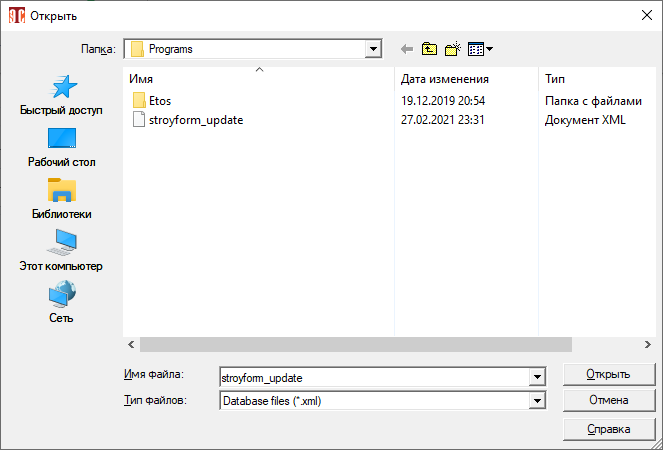 Открыть
Папка: Programs
Имя Дата изменения Тип
Etos 19.12.2019 20:54 Папка с файлами
stroyform_update 27.02.2021 23:31 Документ XML
Быстрый доступ
Рабочий стол
Библиотеки
Этот компьютер
Сеть
Имя файла: stroyform_update Открыть
Тип файлов: Database files (*.xml) Отмена
Справка